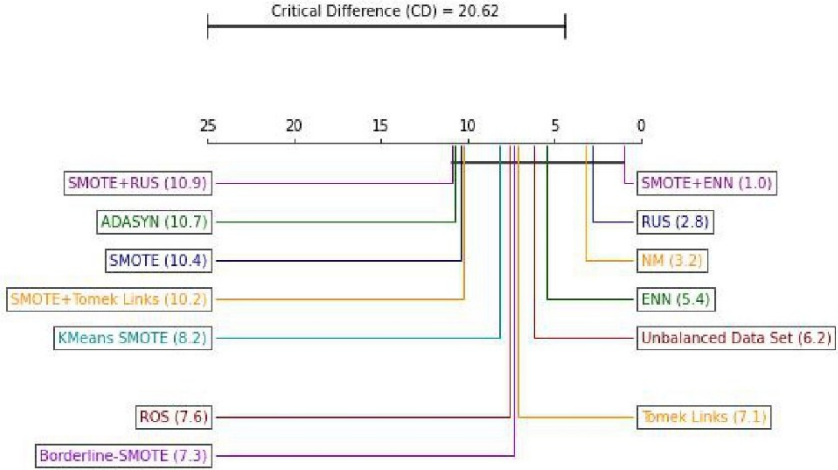 Critical Difference (CD) = 20.62
25 20 15 10 5 0
SMOTE+RUS (10.9)
SMOTE+ENN (1.0)
ADASYN (10.7)
RUS (2.8)
SMOTE (10.4)
NM (3.2)
SMOTE+Tomek Links (10.2)
ENN (5.4)
KMeans SMOTE (8.2)
Unbalanced Data Set (6.2)
ROS (7.6)
Tomek Links (7.1)
Borderline-SMOTE (7.3)